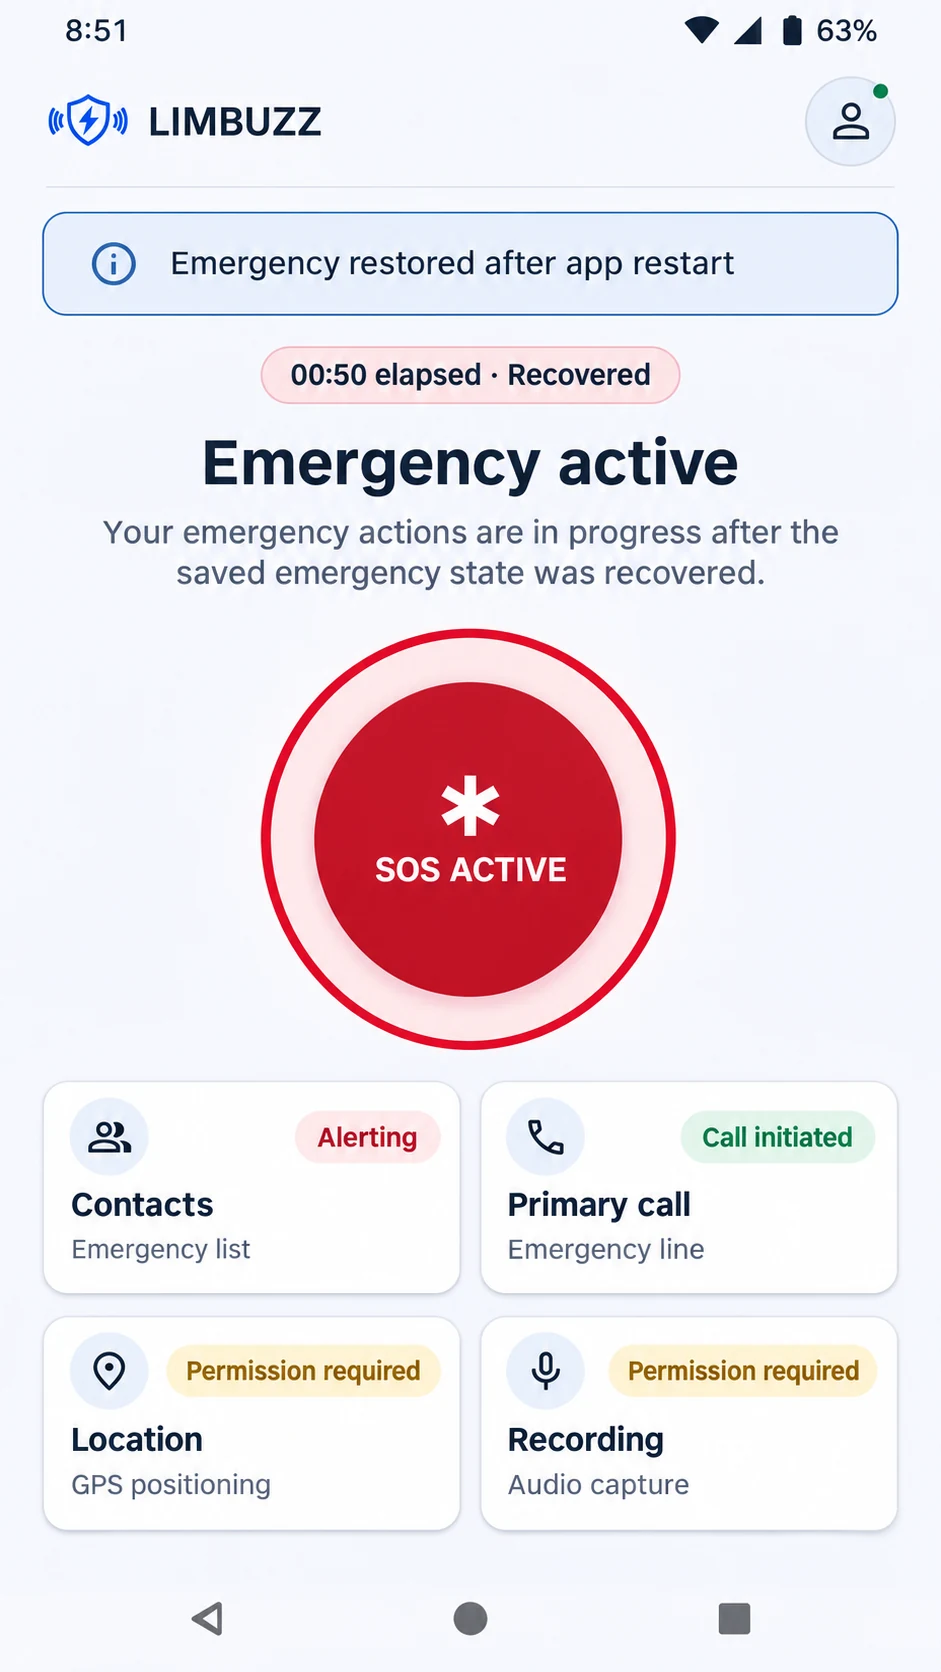 8:51
63%
LIMBUZZ
Emergency restored after app restart
00:50 elapsed · Recovered
Emergency active
Your emergency actions are in progress after the
saved emergency state was recovered.
SOS ACTIVE
Alerting
Contacts
Emergency list
Call initiated
Primary call
Emergency line
Permission required
Location
GPS positioning
Permission required
Recording
Audio capture